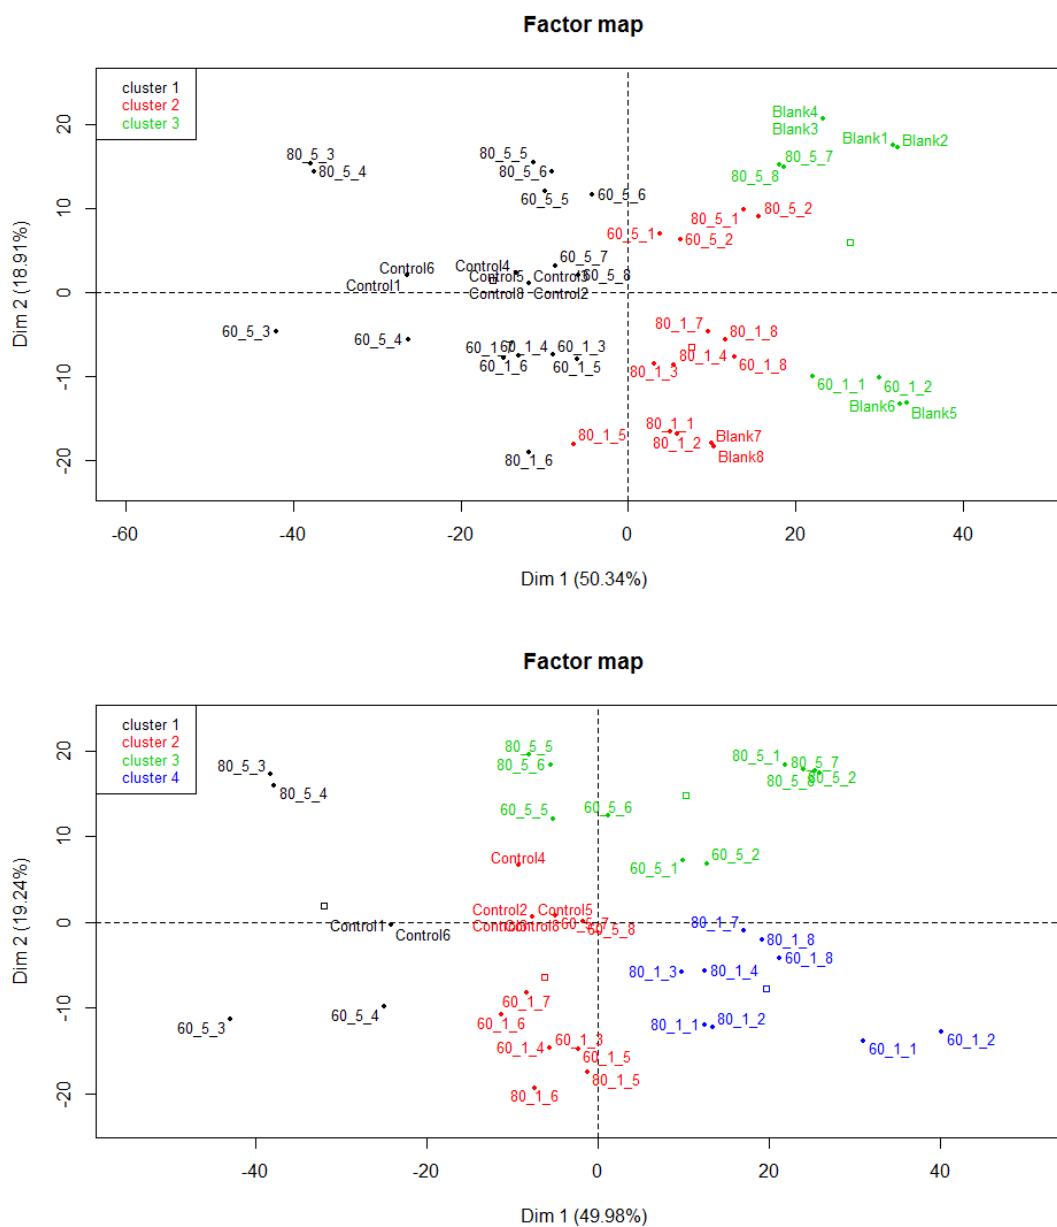 Factor map
cluster 1
cluster 2
cluster 3
Blank4
Blank3
Blank1
Blank2
80_5_3
80_5_4
80_5_5
80_5_6
60_5_5
60_5_6
80_5_7
80_5_8
80_5_1
80_5_2
60_5_1
60_5_2
60_5_7
60_5_8
Control6
Control1
Control4
Control5
Control3
Control8
Control2
60_5_3
60_5_4
60_1_7
60_1_4
60_1_3
60_1_6
60_1_5
80_1_7
80_1_8
80_1_4
80_1_3
60_1_8
60_1_1
60_1_2
Blank6
Blank5
80_1_5
80_1_6
80_1_1
80_1_2
Blank7
Blank8
20
10
0
-10
-20
Dim 2 (18.91%)
-60
-40
-20
0
20
40
Dim 1 (50.34%)
Factor map
cluster 1
cluster 2
cluster 3
cluster 4
80_5_3
80_5_4
80_5_5
80_5_6
60_5_5
60_5_6
80_5_1
80_5_7
80_5_8
80_5_2
60_5_1
60_5_2
Control4
Control2
Control5
Control3
Control8
60_5_7
60_5_8
Control1
Control6
80_1_7
80_1_8
60_1_8
80_1_3
80_1_4
80_1_1
80_1_2
60_1_1
60_1_2
60_5_3
60_5_4
60_1_7
60_1_6
60_1_3
60_1_4
60_1_5
80_1_5
80_1_6
20
10
0
-10
-20
Dim 2 (19.24%)
-40
-20
0
20
40
Dim 1 (49.98%)